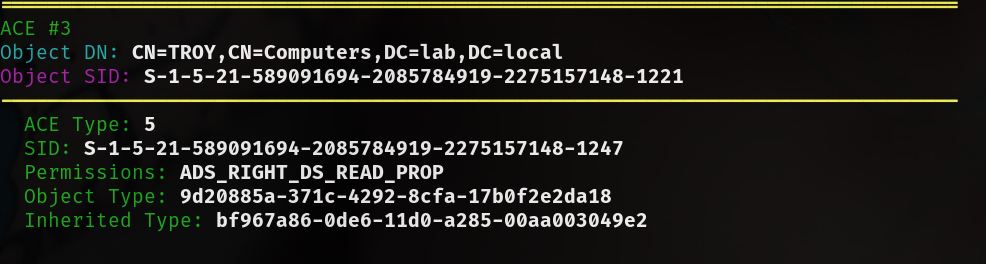 ACE #3
Object DN: CN=TROY,CN=Computers,DC=lab,DC=local
Object SID: S-1-5-21-589091694-2085784919-2275157148-1221
ACE Type: 5
SID: S-1-5-21-589091694-2085784919-2275157148-1247
Permissions: ADS_RIGHT_DS_READ_PROP
Object Type: 9d20885a-371c-4292-8cfa-17b0f2e2da18
Inherited Type: bf967a86-0de6-11d0-a285-00aa003049e2